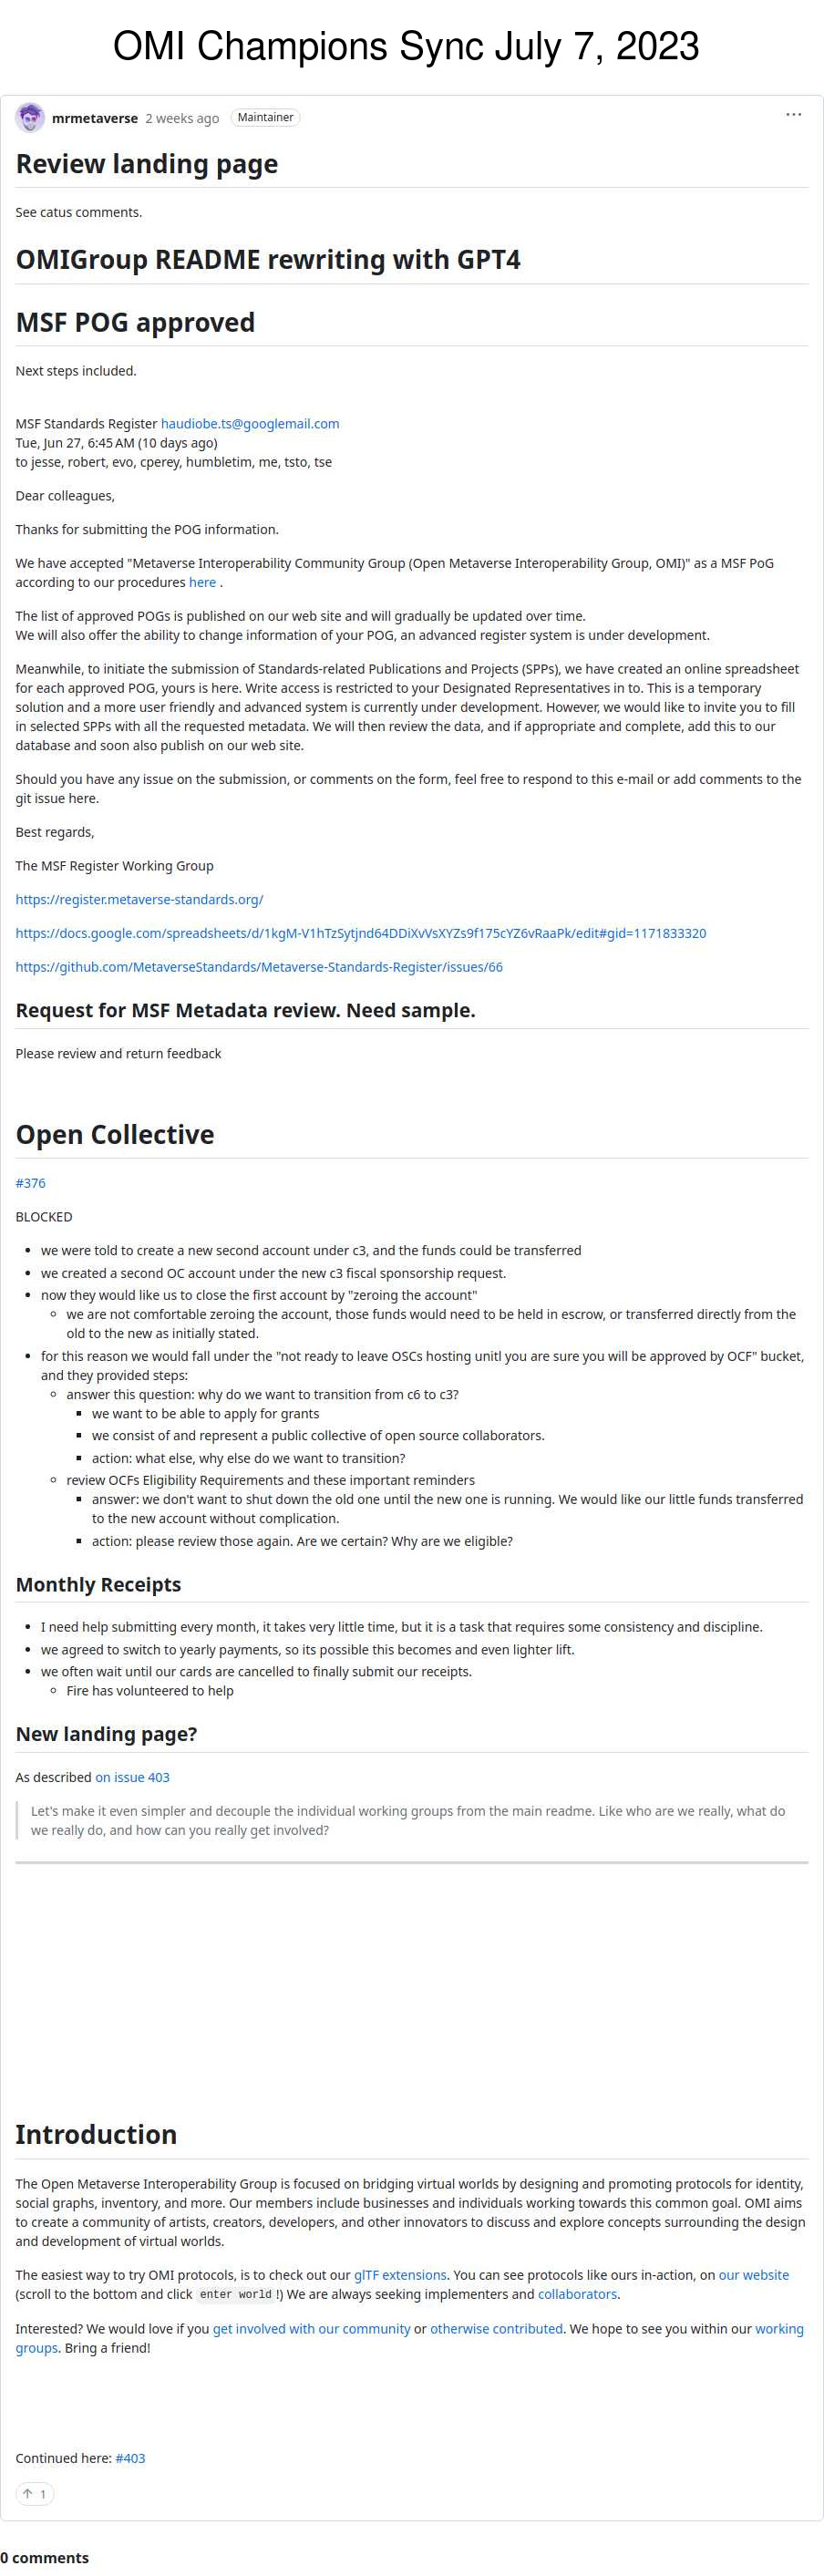 OMI Champions Sync July 7, 2023
mrmetaverse 2 weeks ago Maintainer ...
Review landing page
See catus comments.
OMIGroup README rewriting with GPT4
MSF POG approved
Next steps included.
MSF Standards Register haudiobe.ts@googlemail.com
Tue, Jun 27, 6:45 AM (10 days ago)
to jesse, robert, evo, cperey, humbletim, me, tsto, tse
Dear colleagues,
Thanks for submitting the POG information.
We have accepted "Metaverse Interoperability Community Group (Open Metaverse Interoperability Group, OMI)" as a MSF PoG
according to our procedures here .
The list of approved POGs is published on our web site and will gradually be updated over time.
We will also offer the ability to change information of your POG, an advanced register system is under development.
Meanwhile, to initiate the submission of Standards-related Publications and Projects (SPPs), we have created an online spreadsheet
for each approved POG, yours is here. Write access is restricted to your Designated Representatives in to. This is a temporary
solution and a more user friendly and advanced system is currently under development. However, we would like to invite you to fill
in selected SPPs with all the requested metadata. We will then review the data, and if appropriate and complete, add this to our
database and soon also publish on our web site.
Should you have any issue on the submission, or comments on the form, feel free to respond to this e-mail or add comments to the
git issue here.
Best regards,
The MSF Register Working Group
https://register.metaverse-standards.org/
https://docs.google.com/spreadsheets/d/1kgM-V1hTzSytjnd64DDiXvVsXYZs9f175cYZ6vRaaPk/edit#gid=1171833320
https://github.com/MetaverseStandards/Metaverse-Standards-Register/issues/66
Request for MSF Metadata review. Need sample.
Please review and return feedback
Open Collective
#376
BLOCKED
• we were told to create a new second account under c3, and the funds could be transferred
• we created a second OC account under the new c3 fiscal sponsorship request.
• now they would like us to close the first account by "zeroing the account"
◦ we are not comfortable zeroing the account, those funds would need to be held in escrow, or transferred directly from the
old to the new as initially stated.
• for this reason we would fall under the "not ready to leave OSCs hosting unitl you are sure you will be approved by OCF" bucket,
and they provided steps:
◦ answer this question: why do we want to transition from c6 to c3?
▪ we want to be able to apply for grants
▪ we consist of and represent a public collective of open source collaborators.
▪ action: what else, why else do we want to transition?
◦ review OCFs Eligibility Requirements and these important reminders
▪ answer: we don't want to shut down the old one until the new one is running. We would like our little funds transferred
to the new account without complication.
▪ action: please review those again. Are we certain? Why are we eligible?
Monthly Receipts
• I need help submitting every month, it takes very little time, but it is a task that requires some consistency and discipline.
• we agreed to switch to yearly payments, so its possible this becomes and even lighter lift.
• we often wait until our cards are cancelled to finally submit our receipts.
◦ Fire has volunteered to help
New landing page?
As described on issue 403
Let's make it even simpler and decouple the individual working groups from the main readme. Like who are we really, what do
we really do, and how can you really get involved?
Introduction
The Open Metaverse Interoperability Group is focused on bridging virtual worlds by designing and promoting protocols for identity,
social graphs, inventory, and more. Our members include businesses and individuals working towards this common goal. OMI aims
to create a community of artists, creators, developers, and other innovators to discuss and explore concepts surrounding the design
and development of virtual worlds.
The easiest way to try OMI protocols, is to check out our glTF extensions. You can see protocols like ours in-action, on our website
(scroll to the bottom and click enter world !) We are always seeking implementers and collaborators.
Interested? We would love if you get involved with our community or otherwise contributed. We hope to see you within our working
groups. Bring a friend!
Continued here: #403
↑ 1
0 comments